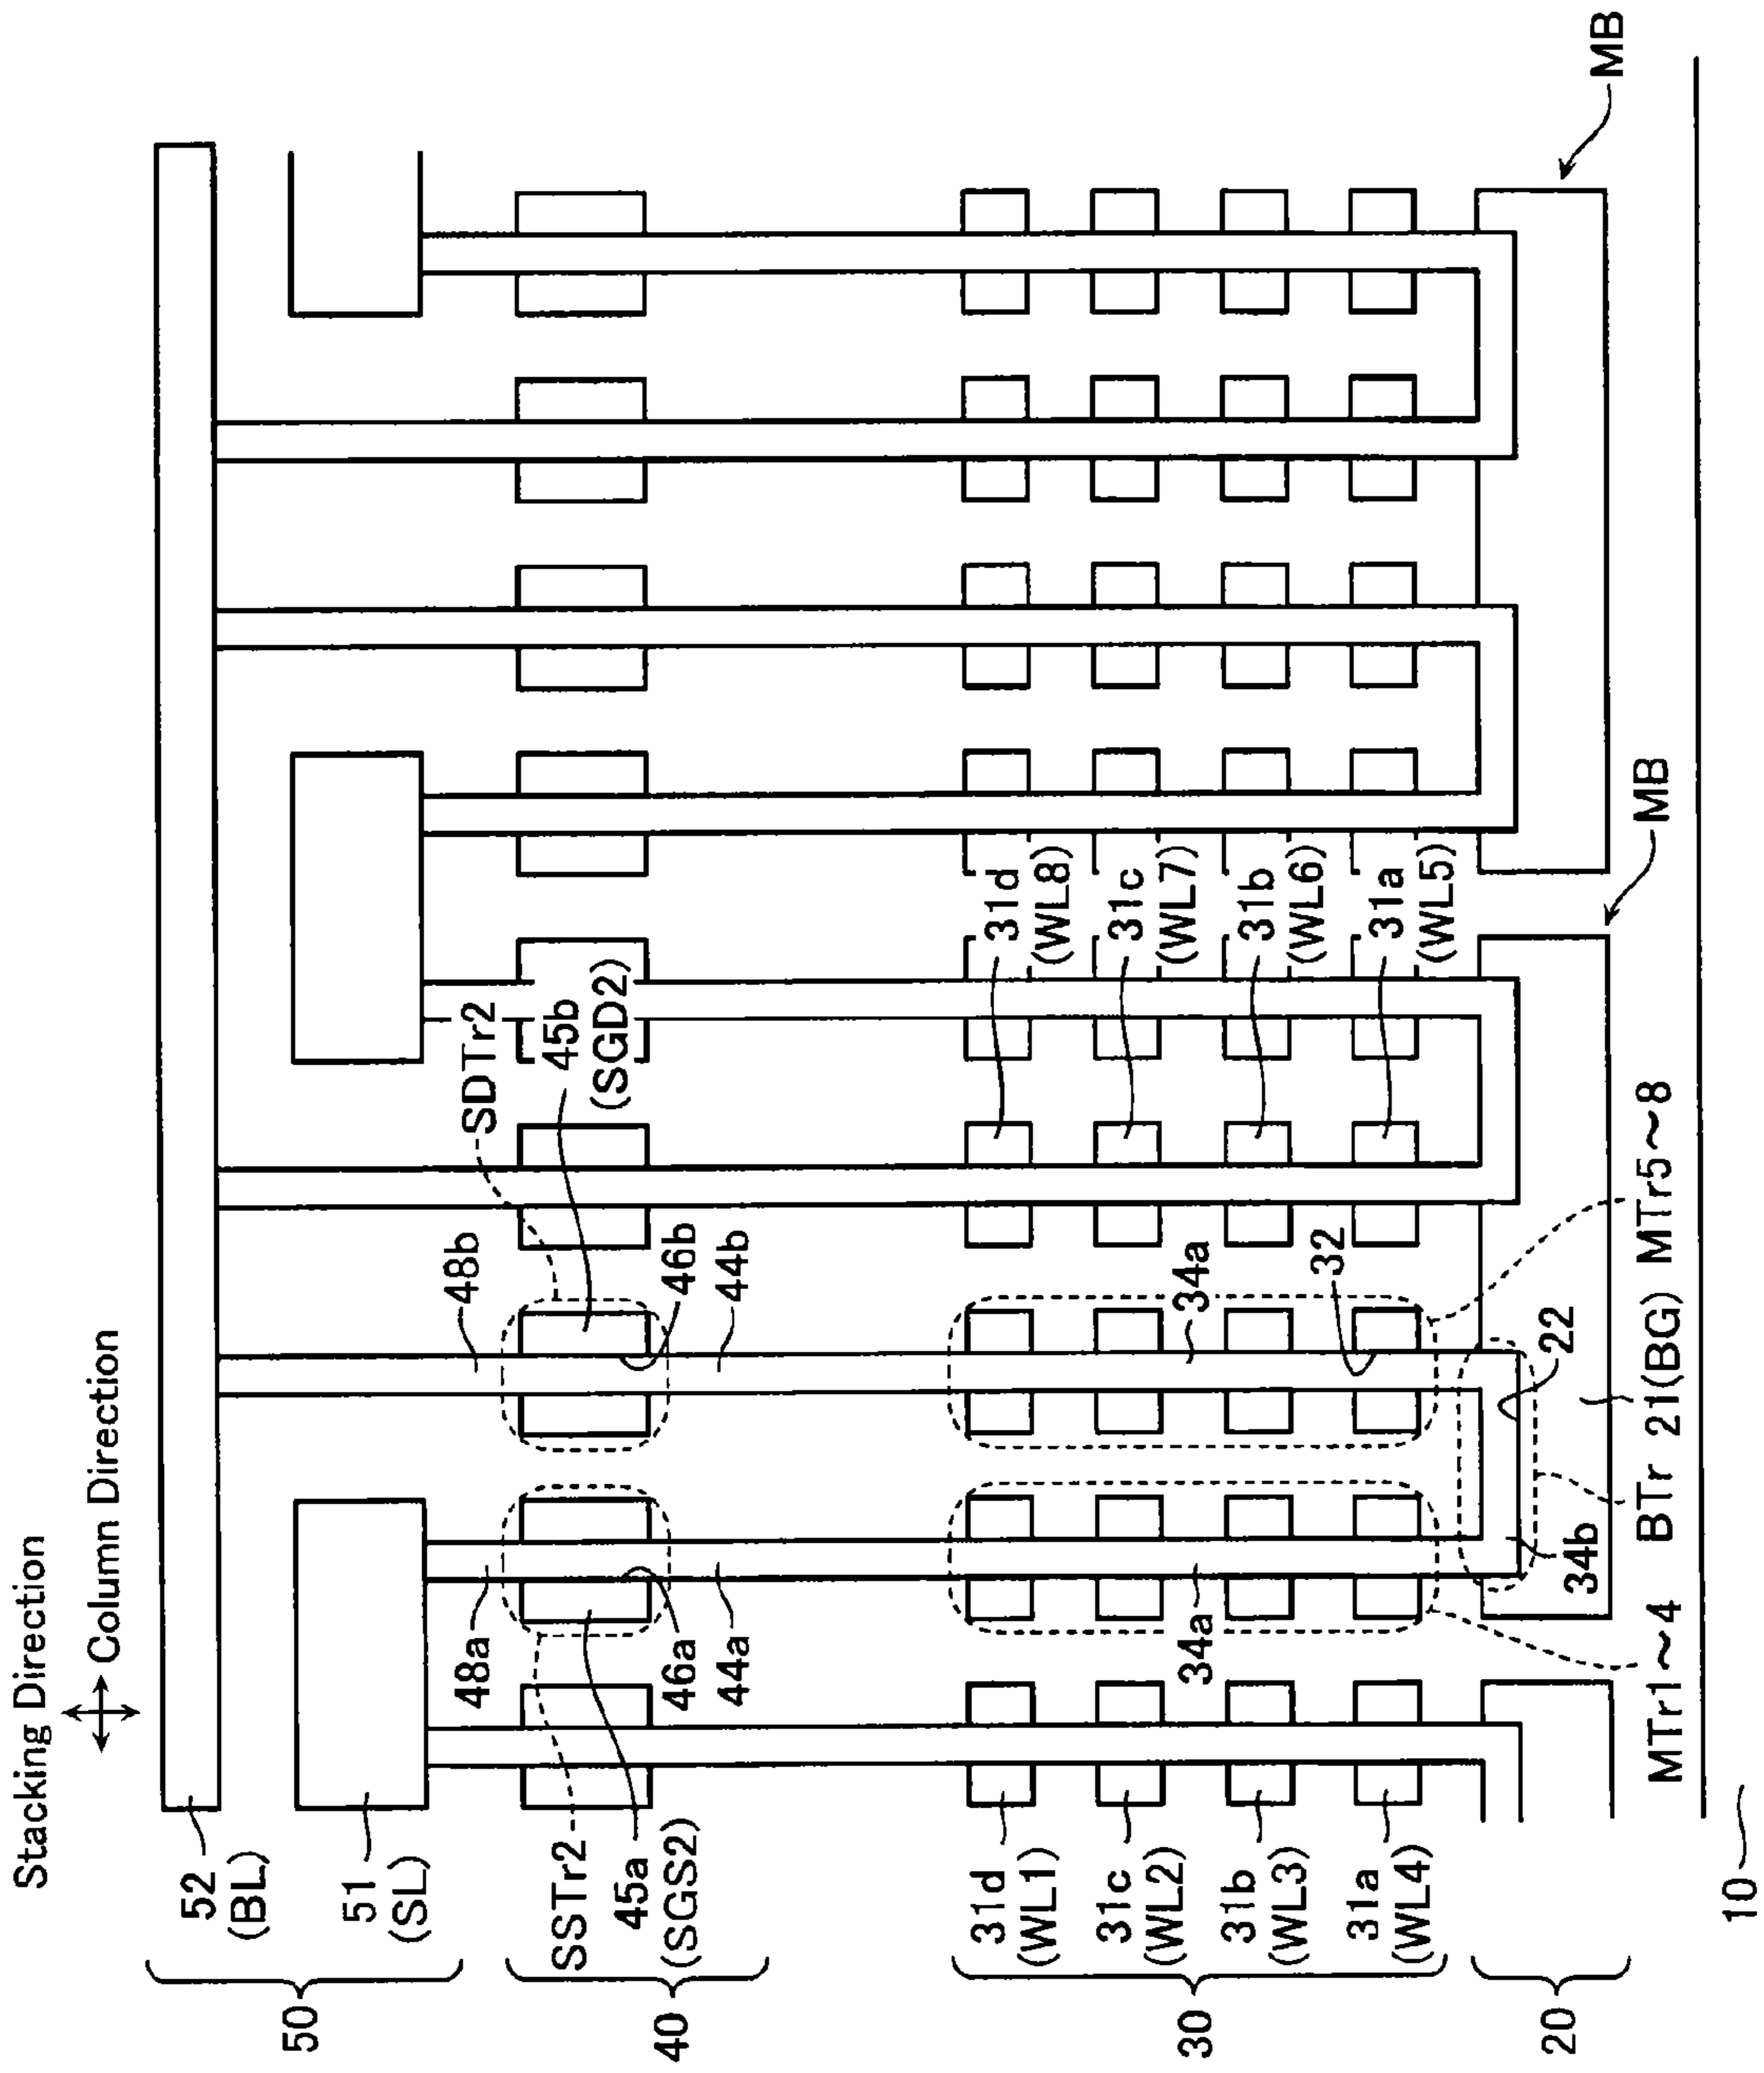 Stacking Direction
Column Direction
50
52
(BL)
51
(SL)
48a
48b
SDTr2
45b
(SGD2)
40
SSTr2
45a
(SGS2)
46a
44a
46b
44b
30
31d
(WL1)
31c
(WL2)
31b
(WL3)
31a
(WL4)
34a
34a
32
31d
(WL8)
31c
(WL7)
31b
(WL6)
31a
(WL5)
20
34b
22
MTr1~4
BTr
21(BG)
MTr5~8
MB
MB
10